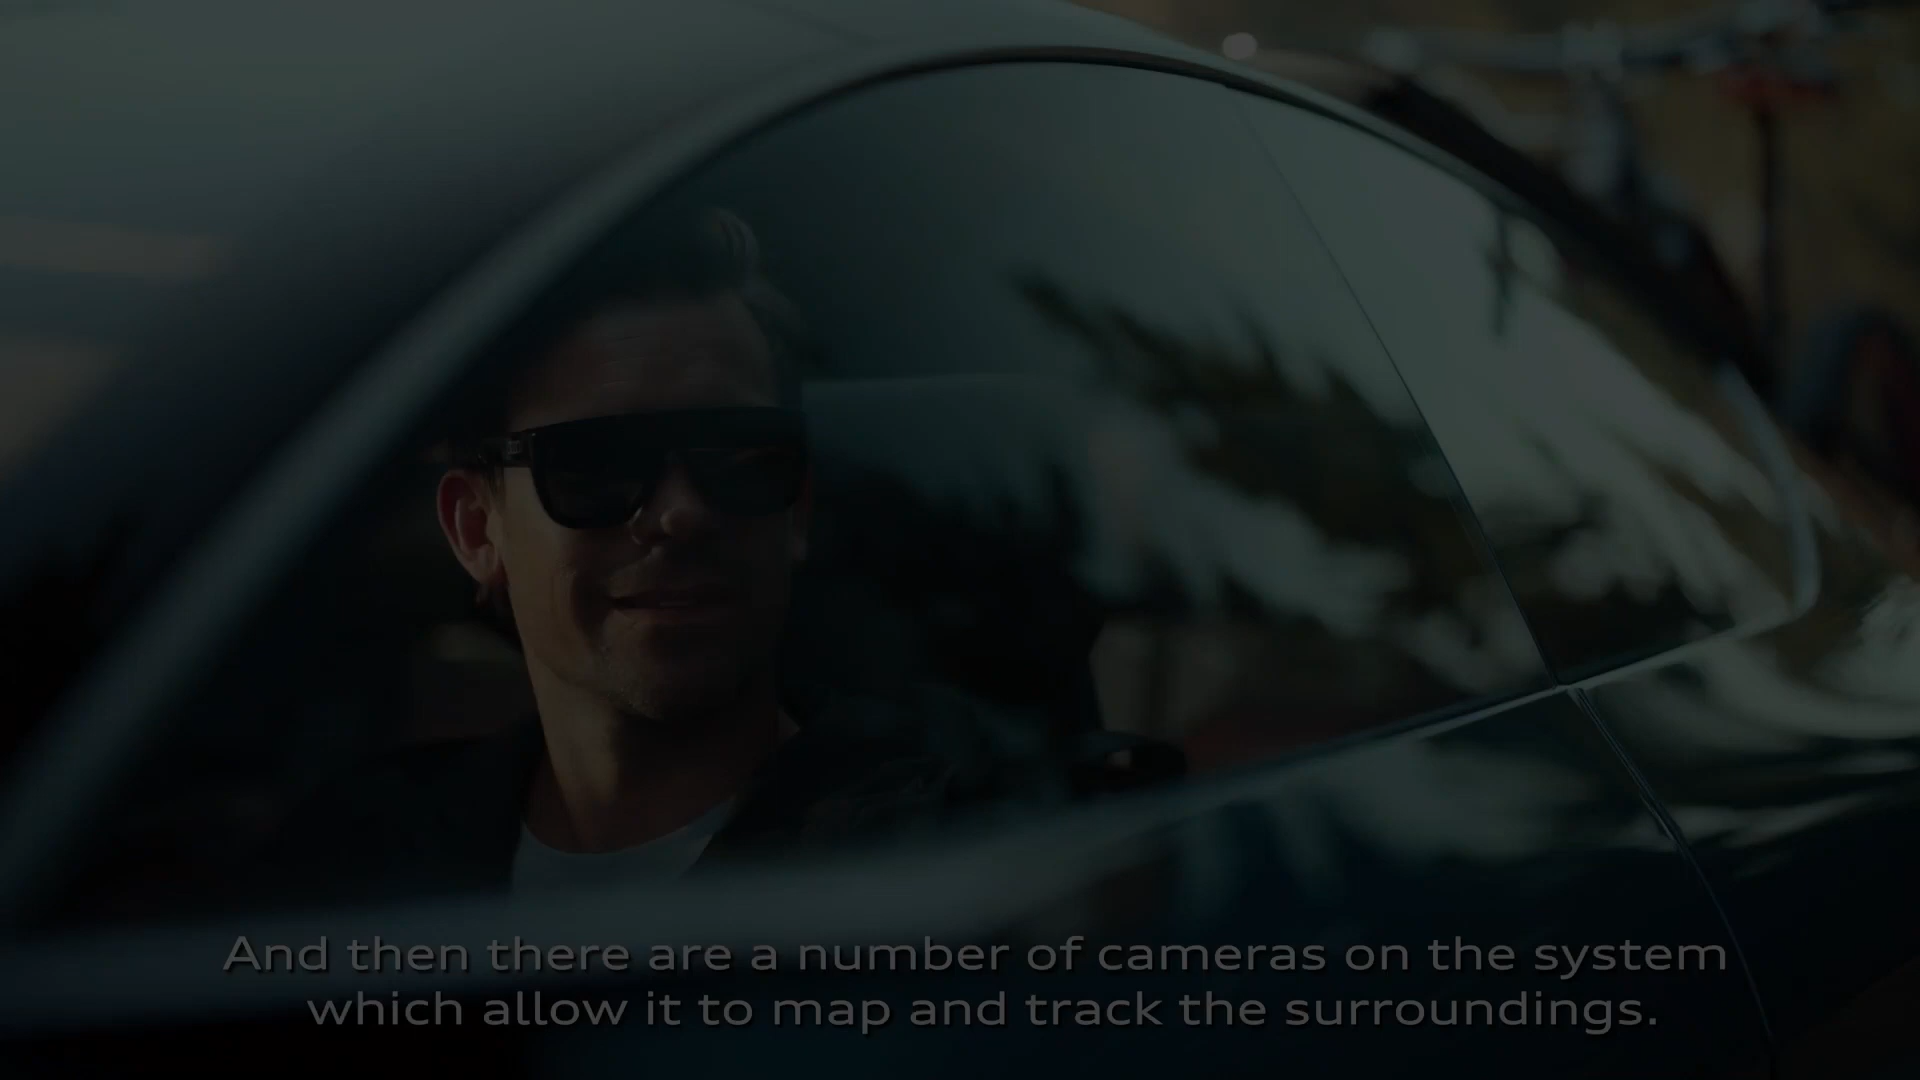 And then there are a number of cameras on the system
which allow it to map and track the surroundings.